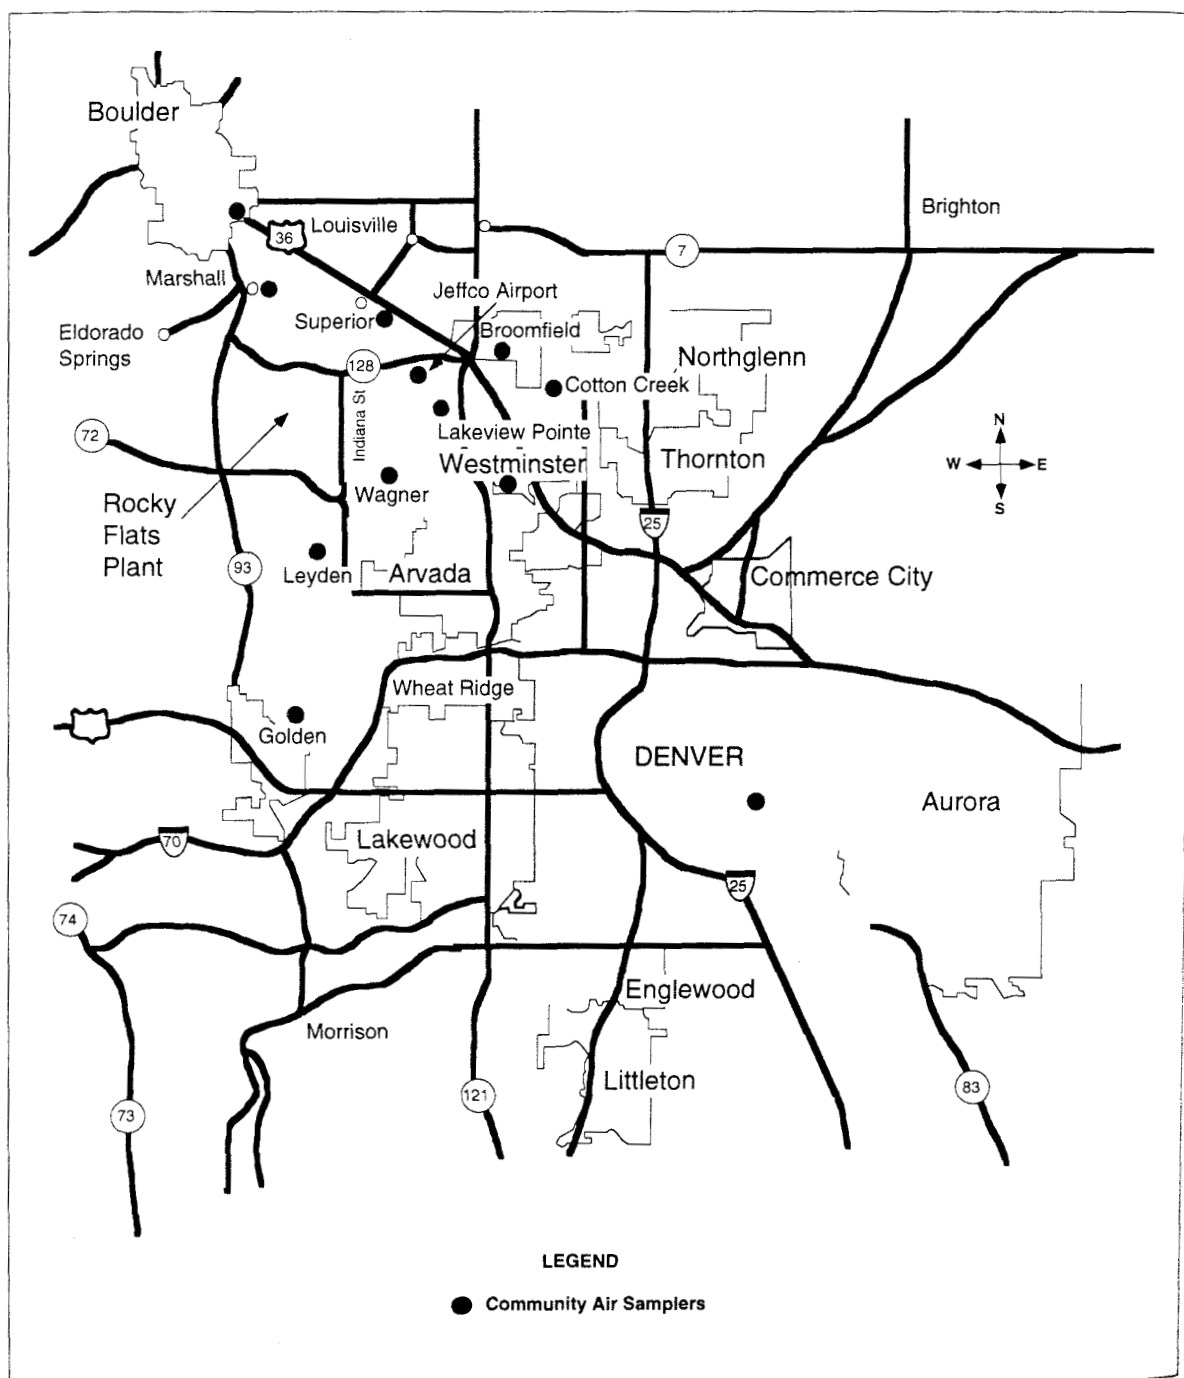 Boulder
Brighton
36
Louisville
7
Marshall
Jeffco Airport
Superior
Broomfield
Eldorado
Springs
Northglenn
128
Cotton Creek
Indiana St
72
Lakeview Pointe
Westminster
Thornton
N
W
E
S
Wagner
Rocky
Flats
Plant
25
93
Leyden
Arvada
Commerce City
Wheat Ridge
Golden
DENVER
Aurora
70
Lakewood
25
74
Englewood
Morrison
Littleton
121
83
73
LEGEND
Community Air Samplers